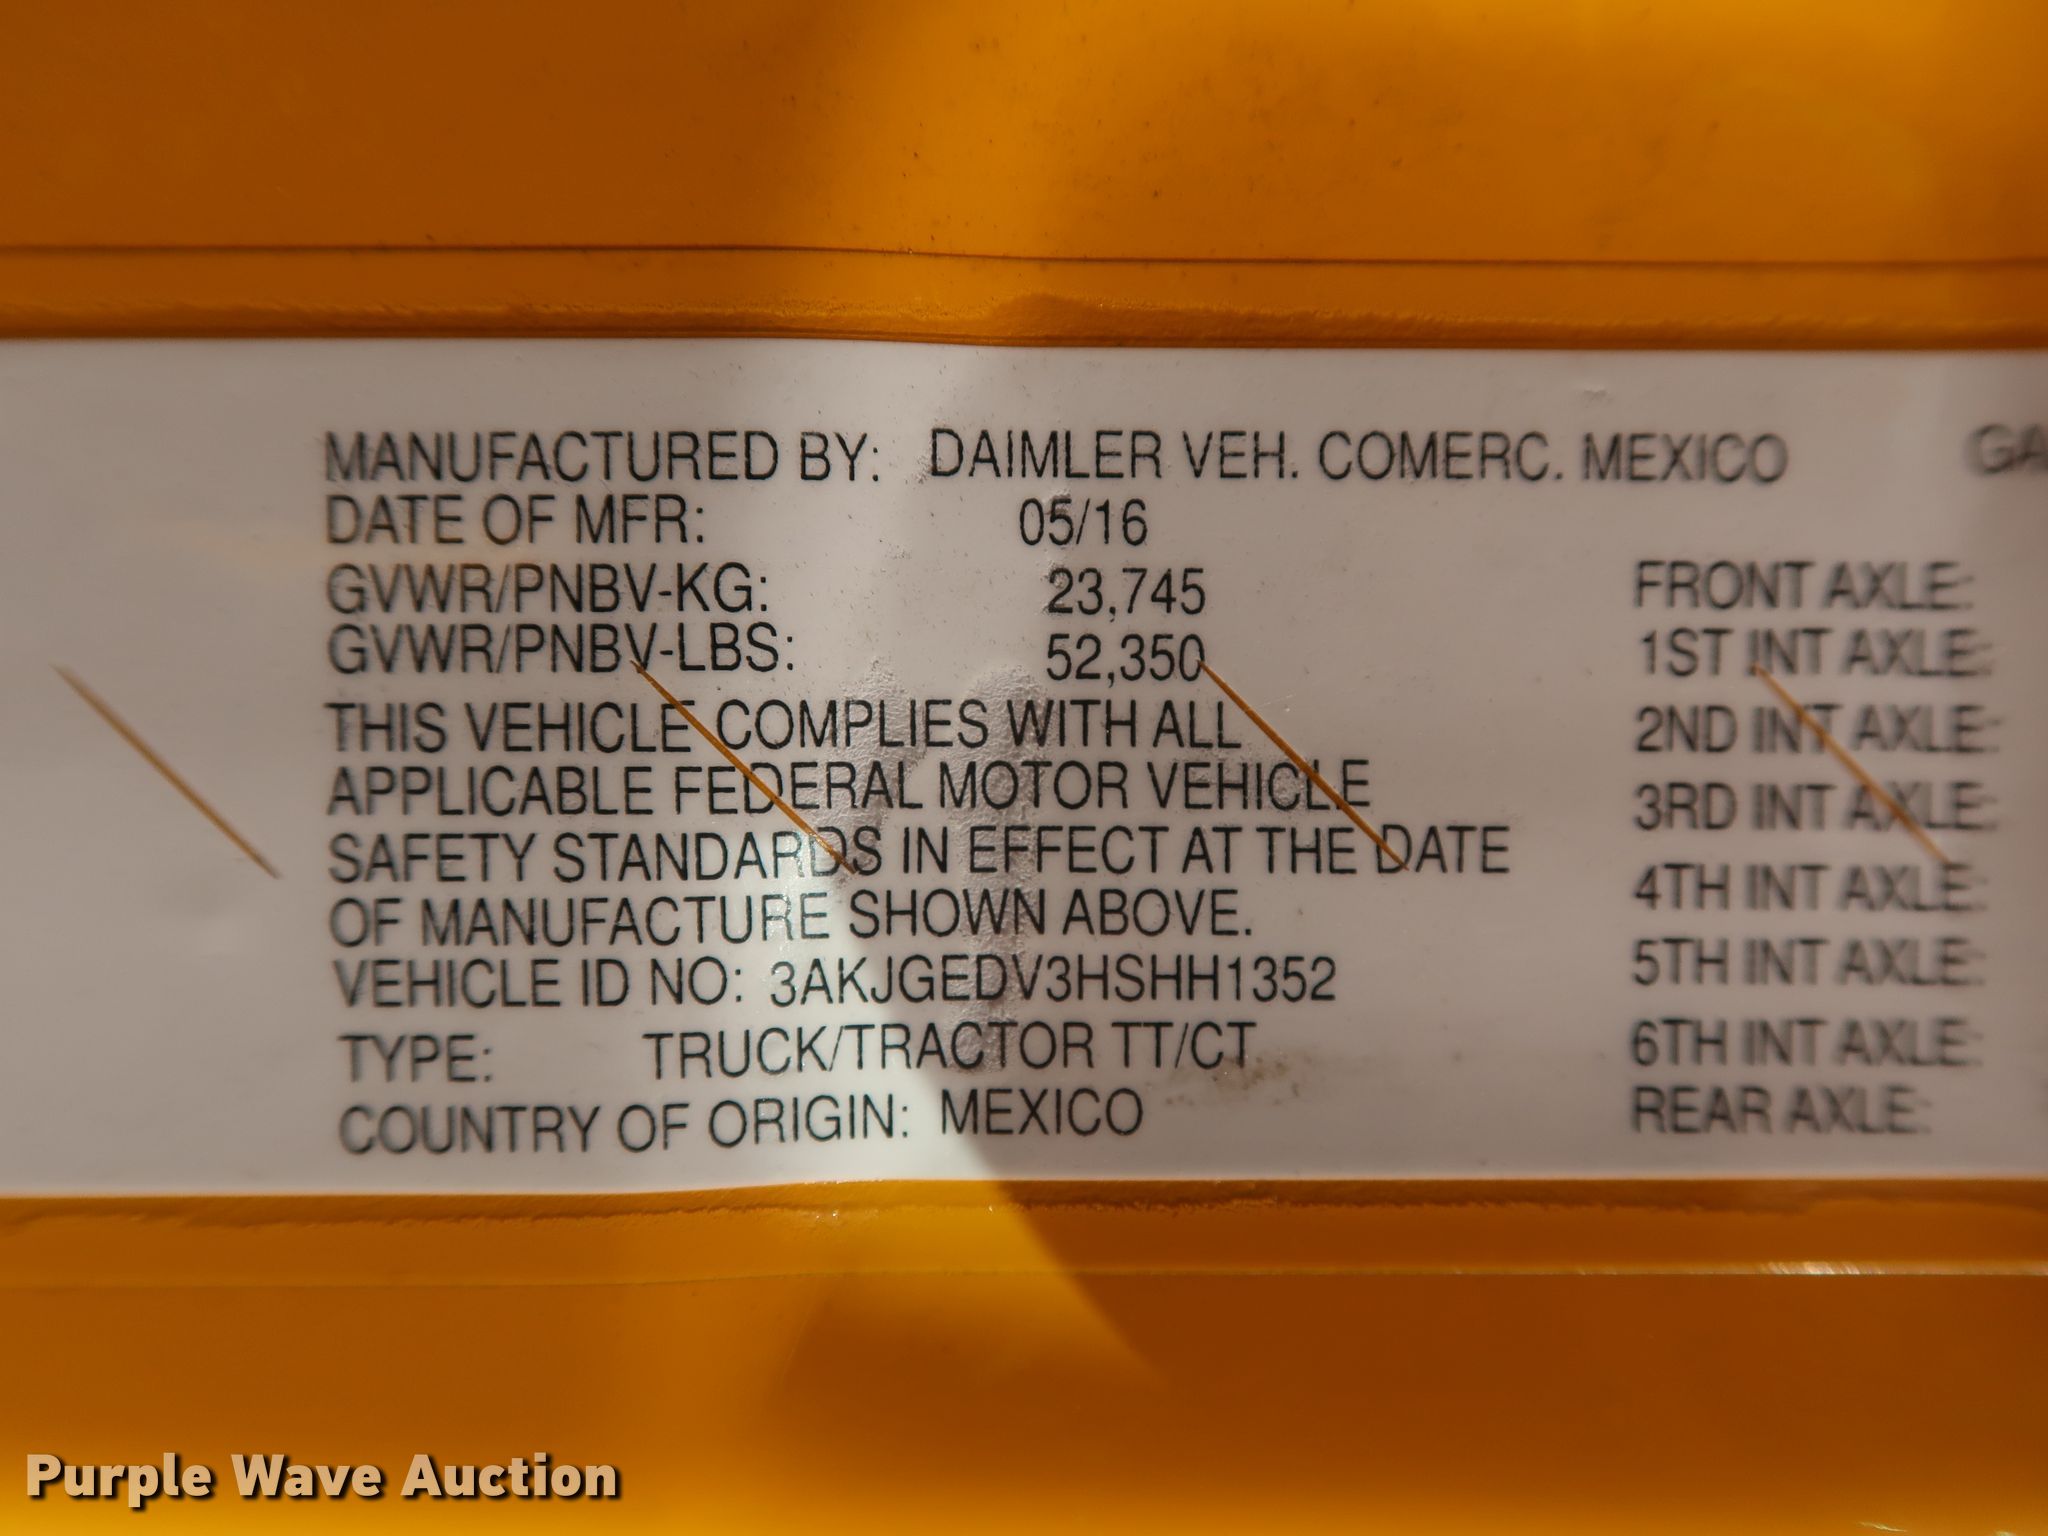 MANUFACTURED BY: DAIMLER VEH. COMERC. MEXICO GA
DATE OF MFR: 05/16
GVWR/PNBV-KG: 23,745 FRONT AXLE:
GVWR/PNBV-LBS: 52,350 1ST INT AXLE:
THIS VEHICLE COMPLIES WITH ALL 2ND INT AXLE:
APPLICABLE FEDERAL MOTOR VEHICLE 3RD INT AXLE:
SAFETY STANDARDS IN EFFECT AT THE DATE 4TH INT AXLE:
OF MANUFACTURE SHOWN ABOVE.
VEHICLE ID NO: 3AKJGEDV3HSHH1352 5TH INT AXLE:
TYPE: TRUCK/TRACTOR TT/CT 6TH INT AXLE:
COUNTRY OF ORIGIN: MEXICO REAR AXLE:
Purple Wave Auction